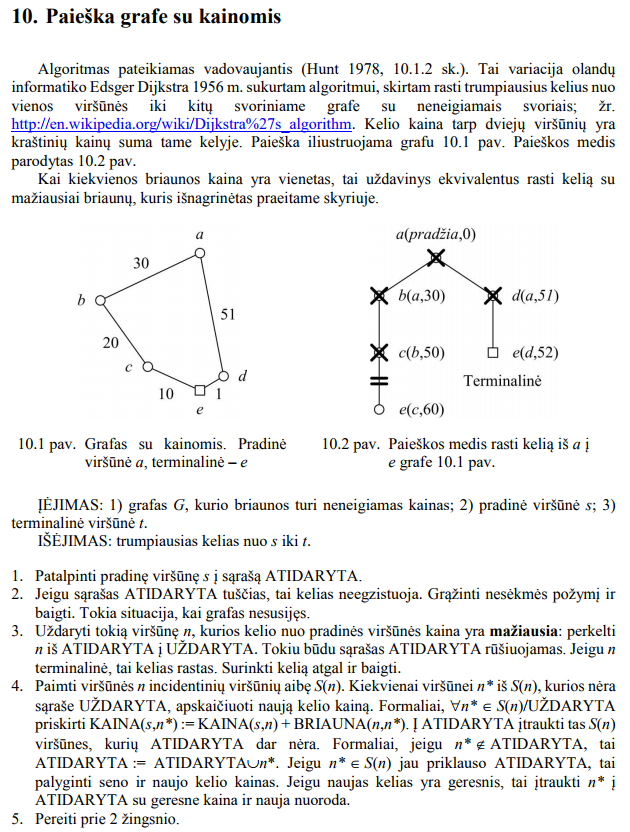 10. Paieška grafe su kainomis
Algoritmas pateikiamas vadovaujantis (Hunt 1978, 10.1.2 sk.). Tai variacija olandų
informatiko Edsger Dijkstra 1956 m. sukurtam algoritmui, skirtam rasti trumpiausius kelius nuo
vienos viršūnės iki kitų svoriniame grafe su neneigiamais svoriais; žr.
http://en.wikipedia.org/wiki/Dijkstra%27s_algorithm. Kelio kaina tarp dviejų viršūnių yra
kraštinių kainų suma tame kelyje. Paieška iliustruojama grafu 10.1 pav. Paieškos medis
parodytas 10.2 pav.
Kai kiekvienos briaunos kaina yra vienetas, tai uždavinys ekvivalentus rasti kelią su
mažiausiai briaunų, kuris išnagrinėtas praeitame skyriuje.
a
30
b
51
20
c
d
10
1
e
a(pradžia,0)
b(a,30)
d(a,51)
c(b,50)
e(d,52)
Terminalinė
e(c,60)
10.1 pav. Grafas su kainomis. Pradinė
viršūnė a, terminalinė – e
10.2 pav. Paieškos medis rasti kelią iš a į
e grafe 10.1 pav.
ĮĖJIMAS: 1) grafas G, kurio briaunos turi neneigiamas kainas; 2) pradinė viršūnė s; 3)
terminalinė viršūnė t.
IŠĖJIMAS: trumpiausias kelias nuo s iki t.
1. Patalpinti pradinę viršūnę s į sąrašą ATIDARYTA.
2. Jeigu sąrašas ATIDARYTA tuščias, tai kelias neegzistuoja. Grąžinti nesėkmės požymį ir
baigti. Tokia situacija, kai grafas nesusijęs.
3. Uždaryti tokią viršūnę n, kurios kelio nuo pradinės viršūnės kaina yra mažiausia: perkelti
n iš ATIDARYTA į UŽDARYTA. Tokiu būdu sąrašas ATIDARYTA rūšiuojamas. Jeigu n
terminalinė, tai kelias rastas. Surinkti kelią atgal ir baigti.
4. Paimti viršūnės n incidentinių viršūnių aibę S(n). Kiekvienai viršūnei n* iš S(n), kurios nėra
sąraše UŽDARYTA, apskaičiuoti naują kelio kainą. Formaliai, ∀n* ∈ S(n)/UŽDARYTA
priskirti KAINA(s,n*) := KAINA(s,n) + BRIAUNA(n,n*). Į ATIDARYTA įtraukti tas S(n)
viršūnes, kurių ATIDARYTA dar nėra. Formaliai, jeigu n* ∉ ATIDARYTA, tai
ATIDARYTA := ATIDARYTA∪n*. Jeigu n* ∈ S(n) jau priklauso ATIDARYTA, tai
palyginti seno ir naujo kelio kainas. Jeigu naujas kelias yra geresnis, tai įtraukti n* į
ATIDARYTA su geresne kaina ir nauja nuoroda.
5. Pereiti prie 2 žingsnio.